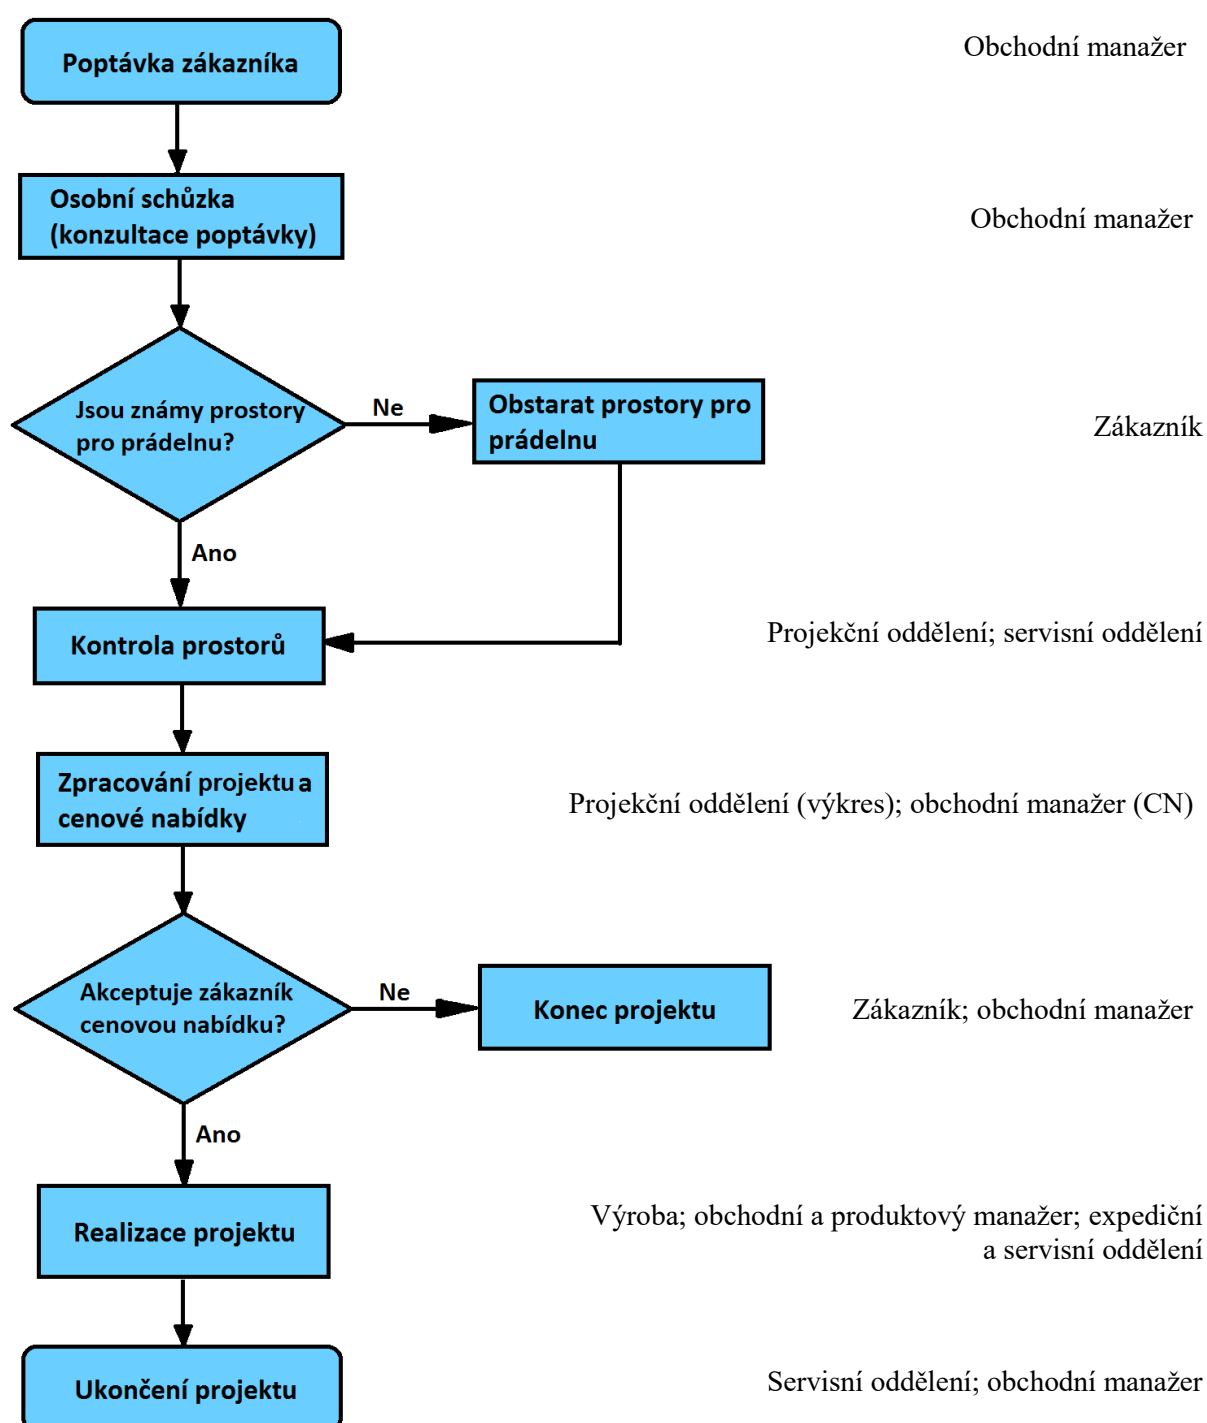 Poptávka zákazníka
Obchodní manažer
Osobní schůzka
(konzultace poptávky)
Obchodní manažer
Jsou známy prostory
pro prádelnu?
Ne
Obstarat prostory pro
prádelnu
Zákazník
Ano
Kontrola prostorů
Projekční oddělení; servisní oddělení
Zpracování projektu a
cenové nabídky
Projekční oddělení (výkres); obchodní manažer (CN)
Akceptuje zákazník
cenovou nabídku?
Ne
Konec projektu
Zákazník; obchodní manažer
Ano
Realizace projektu
Výroba; obchodní a produktový manažer; expediční
a servisní oddělení
Ukončení projektu
Servisní oddělení; obchodní manažer